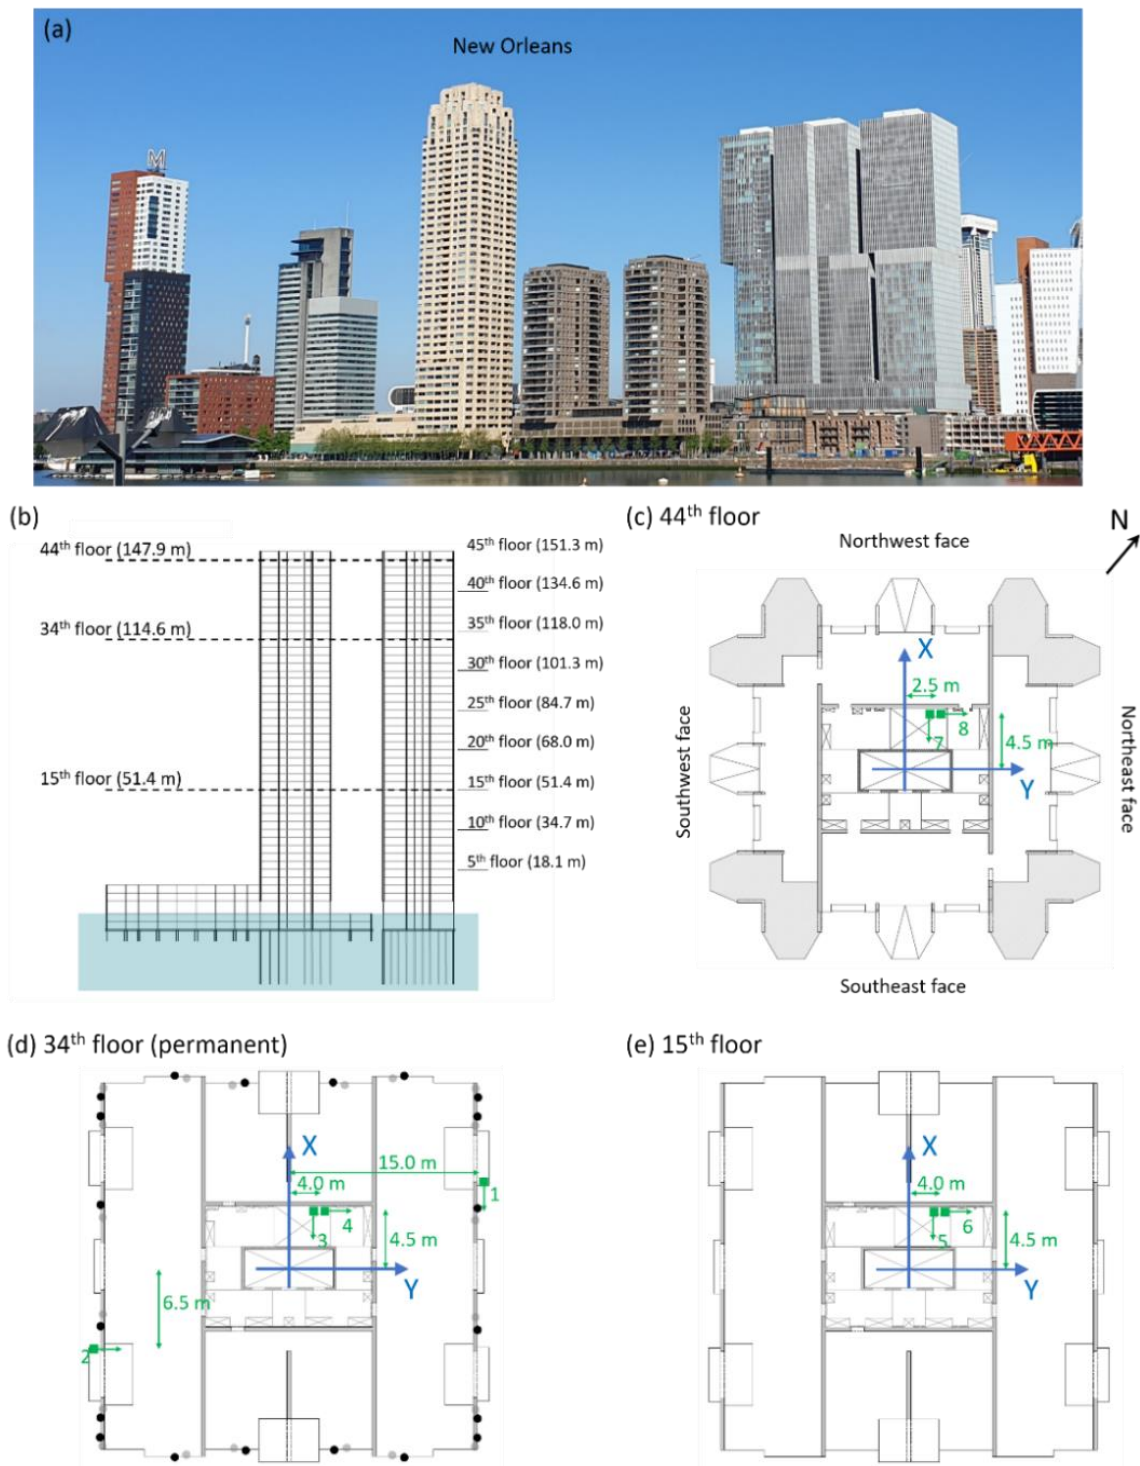 (a)
New Orleans
M
(b)
44th floor (147.9 m)
34th floor (114.6 m)
15th floor (51.4 m)
45th floor (151.3 m)
40th floor (134.6 m)
35th floor (118.0 m)
30th floor (101.3 m)
25th floor (84.7 m)
20th floor (68.0 m)
15th floor (51.4 m)
10th floor (34.7 m)
5th floor (18.1 m)
(c) 44th floor
N
Northwest face
Southwest face
Northeast face
Southeast face
X
2.5 m
7
8
4.5 m
Y
(d) 34th floor (permanent)
X
15.0 m
4.0 m
1
3
4
4.5 m
Y
6.5 m
2
(e) 15th floor
X
4.0 m
5
6
4.5 m
Y